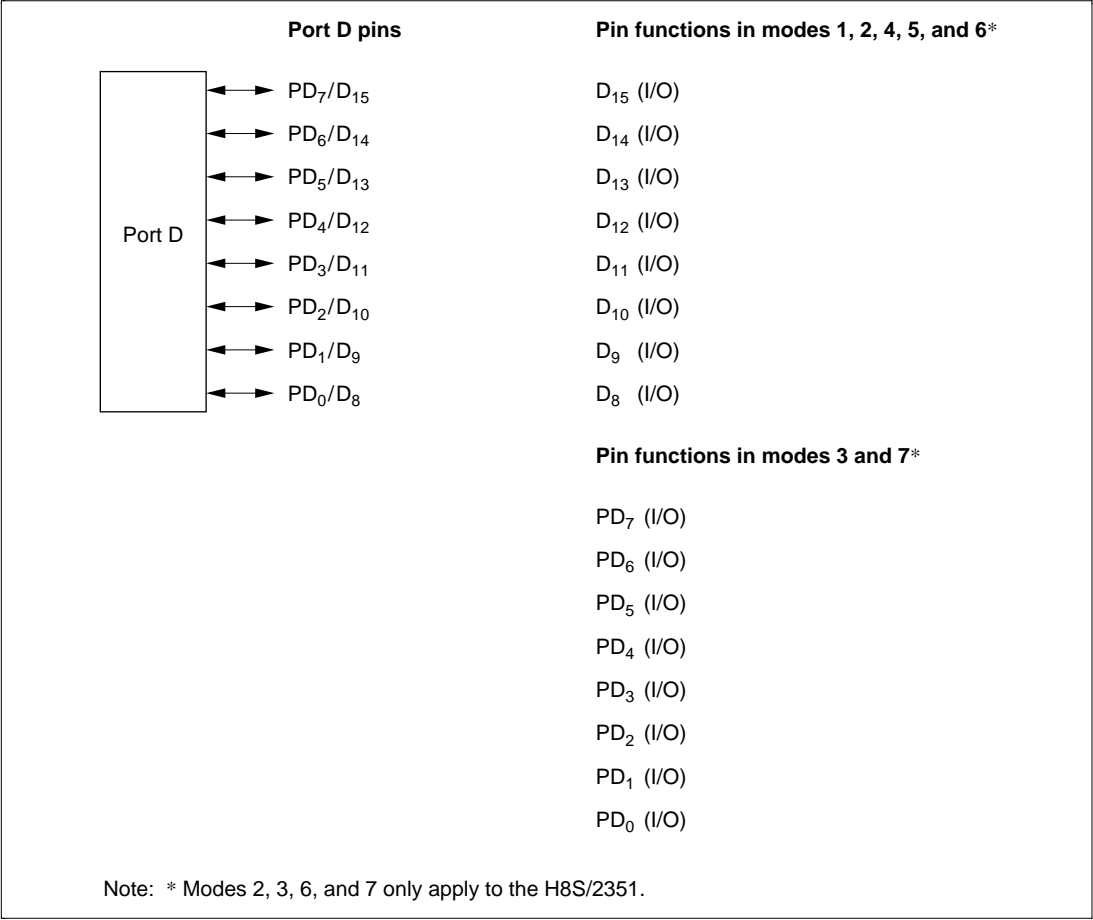 Port D pins Pin functions in modes 1, 2, 4, 5, and 6*
PD₇/D₁₅ D₁₅ (I/O)
PD₆/D₁₄ D₁₄ (I/O)
PD₅/D₁₃ D₁₃ (I/O)
PD₄/D₁₂ D₁₂ (I/O)
Port D
PD₃/D₁₁ D₁₁ (I/O)
PD₂/D₁₀ D₁₀ (I/O)
PD₁/D₉ D₉ (I/O)
PD₀/D₈ D₈ (I/O)
Pin functions in modes 3 and 7*
PD₇ (I/O)
PD₆ (I/O)
PD₅ (I/O)
PD₄ (I/O)
PD₃ (I/O)
PD₂ (I/O)
PD₁ (I/O)
PD₀ (I/O)
Note: * Modes 2, 3, 6, and 7 only apply to the H8S/2351.